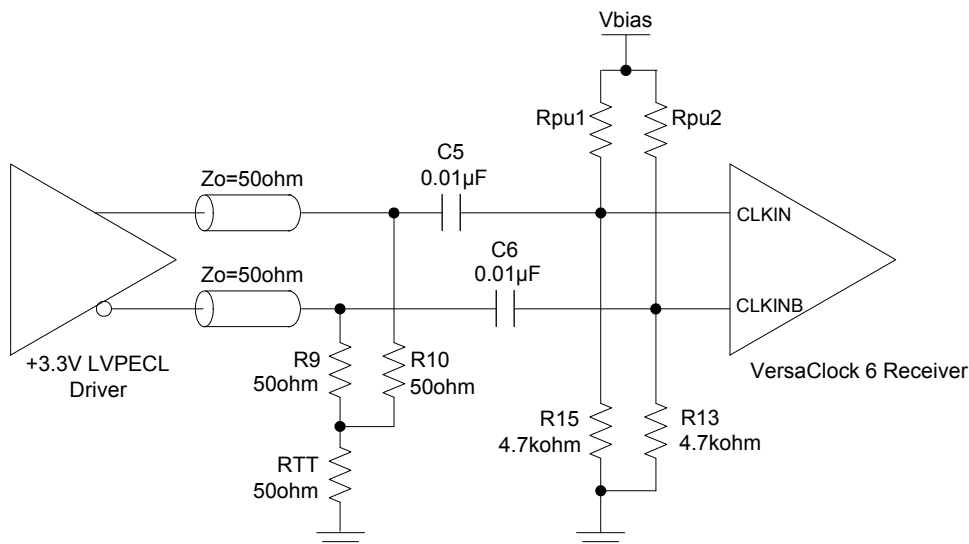 Vbias
Rpu1
Rpu2
C5
0.01µF
Zo=50ohm
CLKIN
C6
0.01µF
Zo=50ohm
CLKINB
+3.3V LVPECL
Driver
R9
50ohm
R10
50ohm
VersaClock 6 Receiver
R15
4.7kohm
R13
4.7kohm
RTT
50ohm